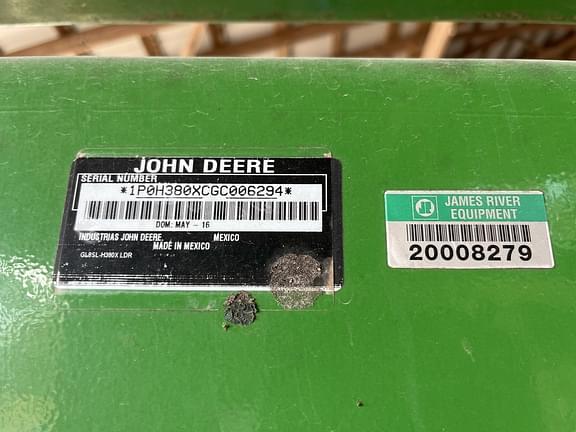 JOHN DEERE
SERIAL NUMBER
*1P0H380XCGC006294*
DOM: MAY - 16
INDUSTRIAS JOHN DEERE, MEXICO
MADE IN MEXICO
GL8SL-H380X LDR
JAMES RIVER
EQUIPMENT
20008279